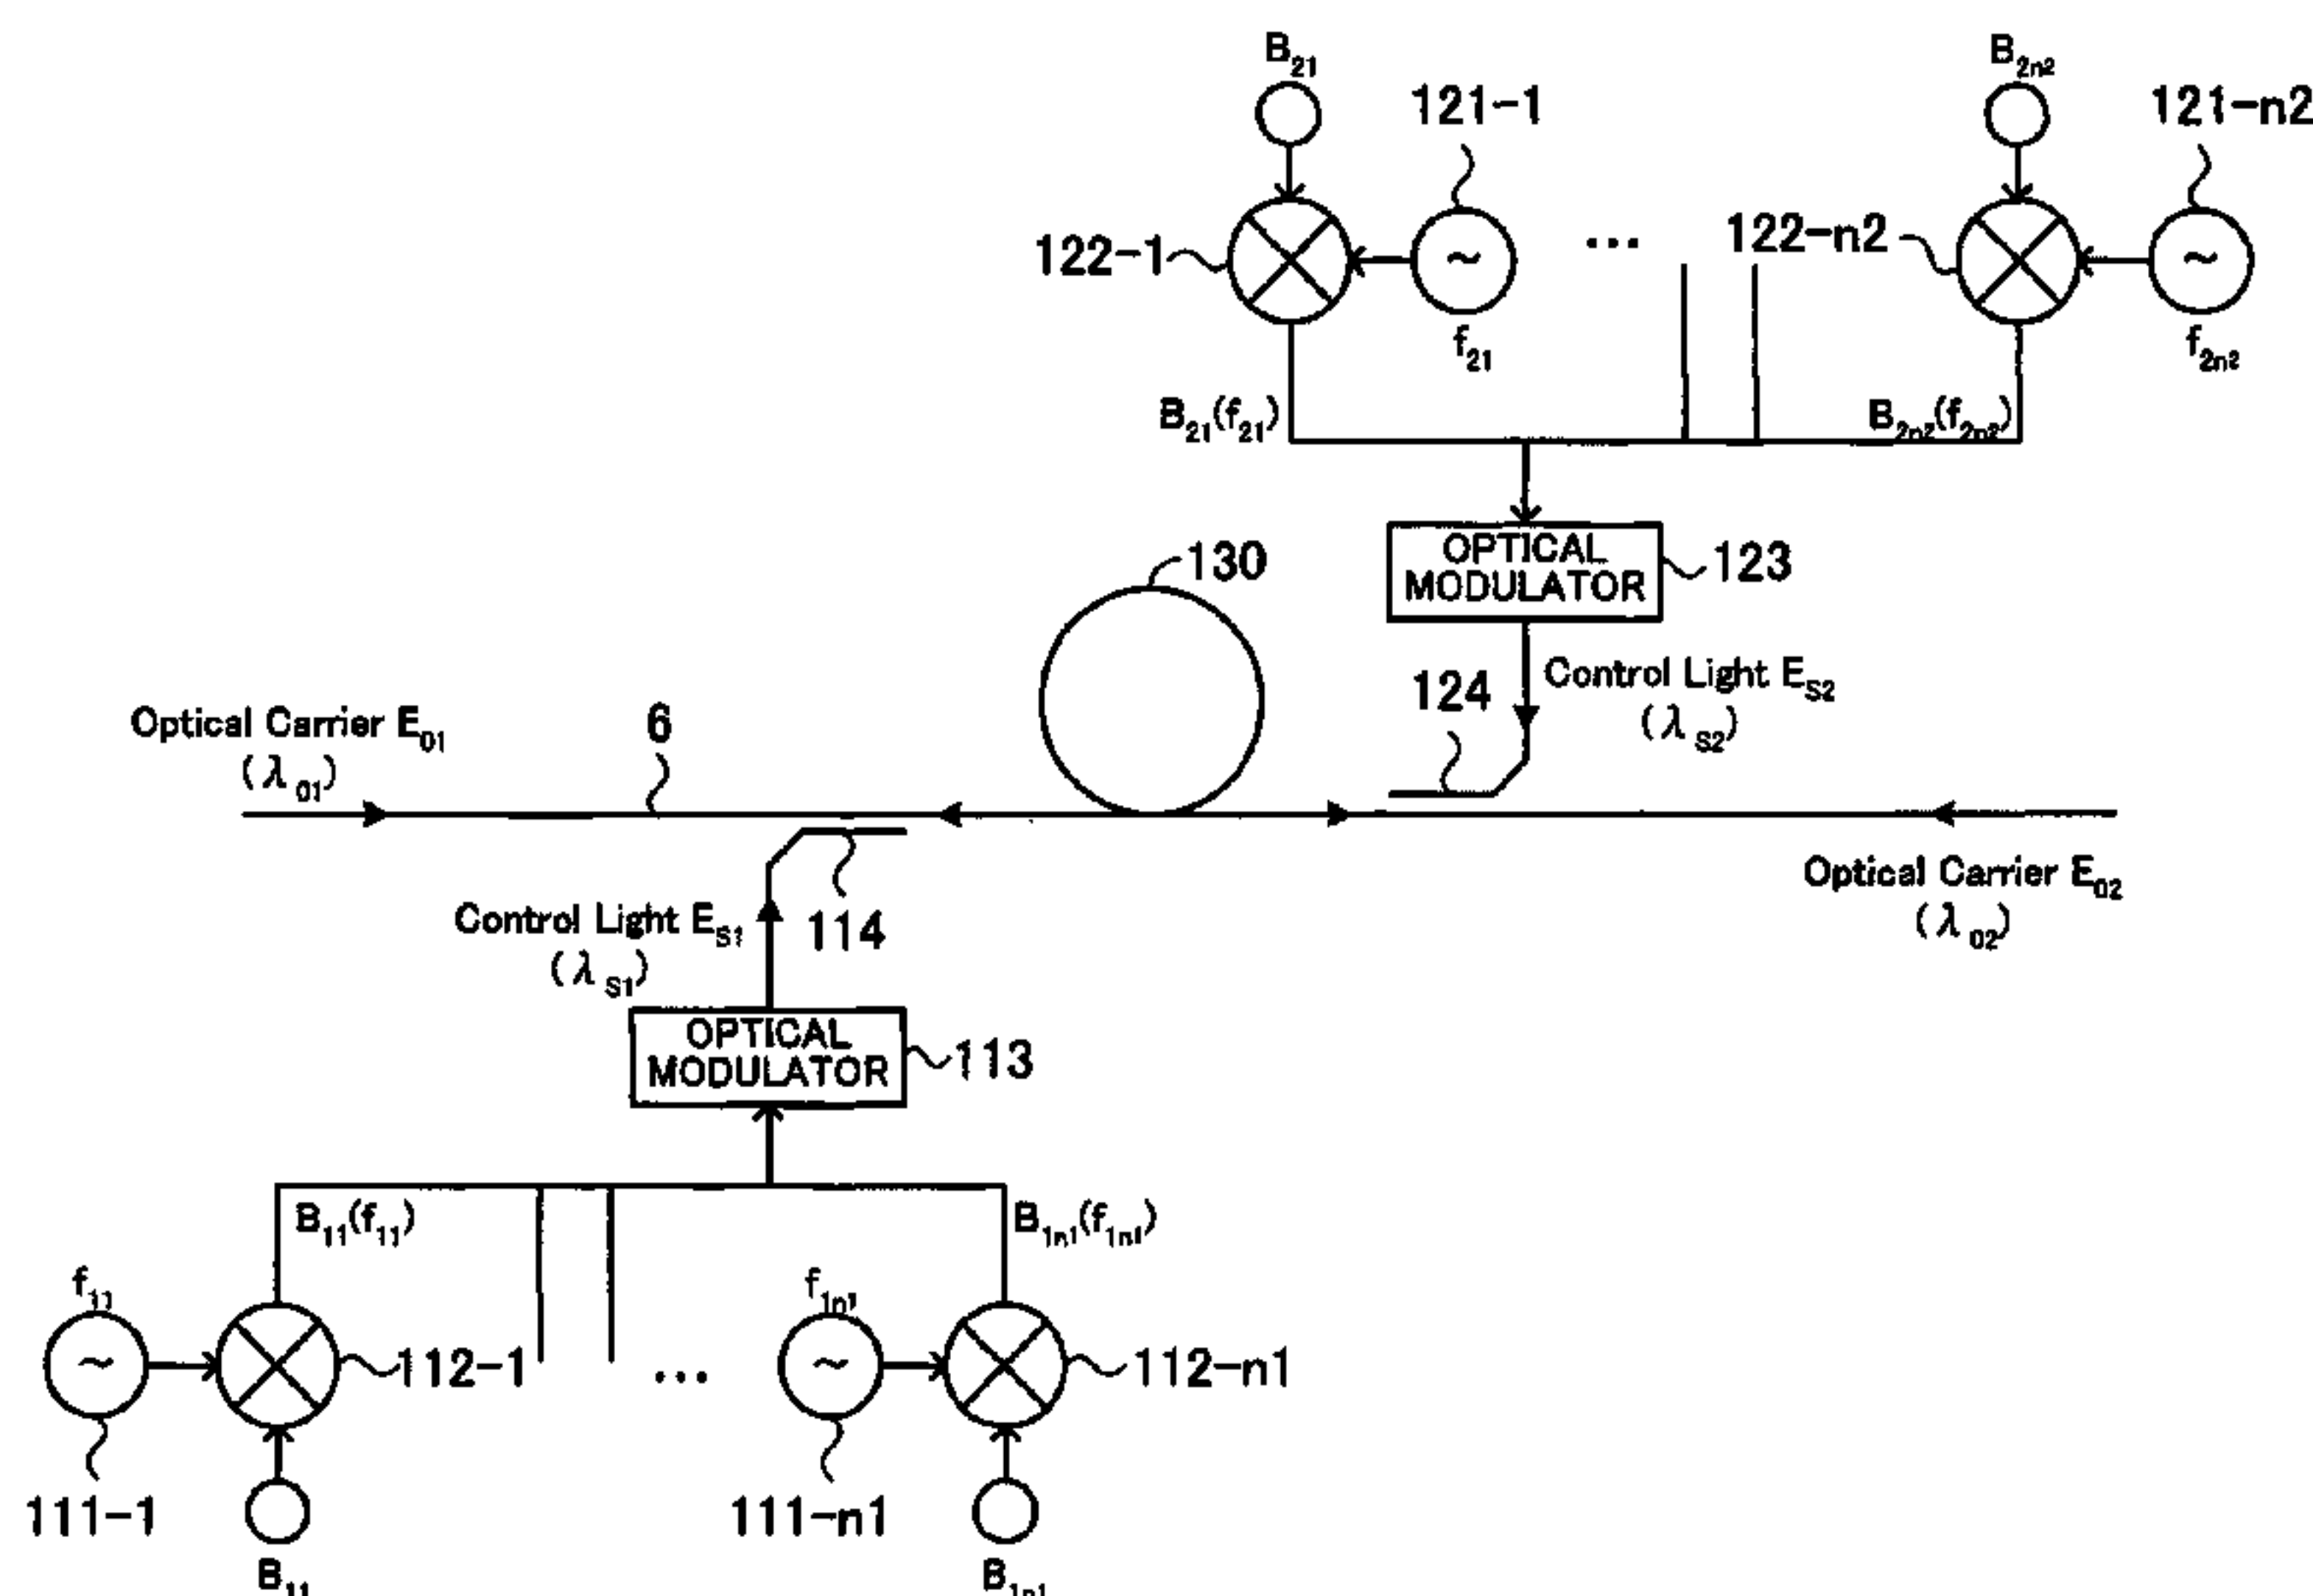 B21
B2n2
121-1
121-n2
122-1
~
...
122-n2
~
f21
f2n2
B21(f21)
B2n2(f2n2)
OPTICAL
MODULATOR
123
130
124
Control Light ES2
(λS2)
Optical Carrier E01
(λ01)
6
Optical Carrier E02
(λ02)
Control Light ES1
(λS1)
114
OPTICAL
MODULATOR
113
B11(f11)
B1n1(f1n1)
f11
f1n1
~
112-1
...
~
112-n1
111-1
111-n1
B11
B1n1